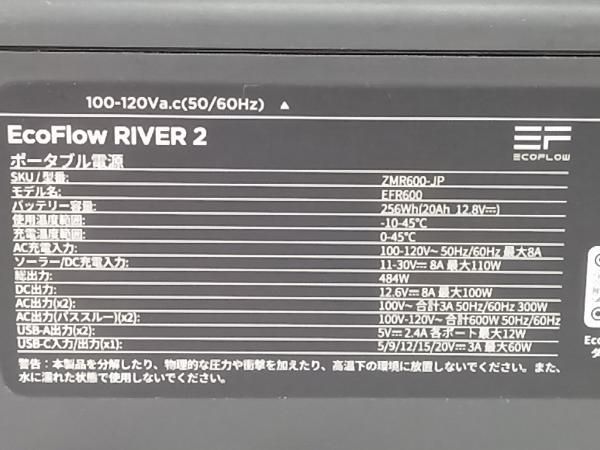 100-120Va.c(50/60Hz) ▲
EcoFlow RIVER 2
EF
ECOFLOW
ポータブル電源
SKU/型番: ZMR600-JP
モデル名: EFR600
バッテリー容量: 256Wh(20Ah 12.8V⎓)
使用温度範囲: -10-45℃
充電温度範囲: 0-45℃
AC充電入力: 100-120V~ 50Hz/60Hz 最大8A
ソーラー/DC充電入力: 11-30V⎓ 8A 最大110W
総出力: 484W
DC出力: 12.6V⎓ 8A 最大100W
AC出力(x2): 100V~ 合計3A 50Hz/60Hz 300W
AC出力(パススルー)(x2): 100V-120V~ 合計600W 50Hz/60Hz
USB-A出力(x2): 5V⎓ 2.4A 各ポート最大12W
USB-C入力/出力(x1): 5/9/12/15/20V⎓ 3A 最大60W
警告：本製品を分解したり、物理的な圧力や衝撃を加えたり、高温下の環境に放置しないでください。また、
水に濡れた状態で使用しないでください。